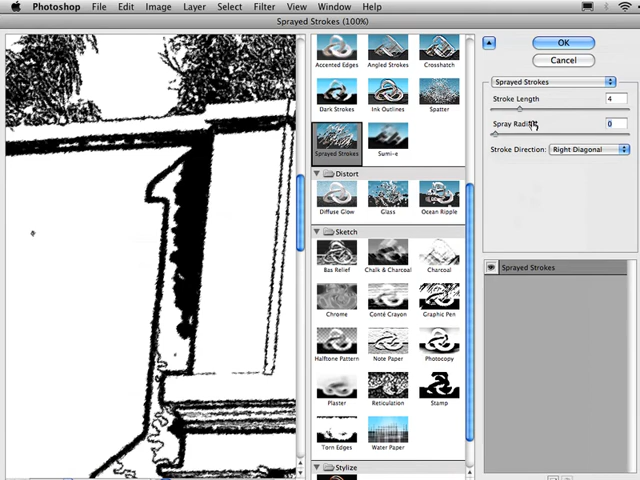 Photoshop File Edit Image Layer Select Filter View Window Help
Sprayed Strokes (100%)
Accented Edges Angled Strokes Crosshatch
Dark Strokes Ink Outlines Spatter
Sprayed Strokes Sumi-e
Distort
Diffuse Glow Glass Ocean Ripple
Sketch
Bas Relief Chalk & Charcoal Charcoal
Chrome Conté Crayon Graphic Pen
Halftone Pattern Note Paper Photocopy
Plaster Reticulation Stamp
Torn Edges Water Paper
Stylize
OK
Cancel
Sprayed Strokes
Stroke Length 4
Spray Radius 0
Stroke Direction: Right Diagonal
Sprayed Strokes